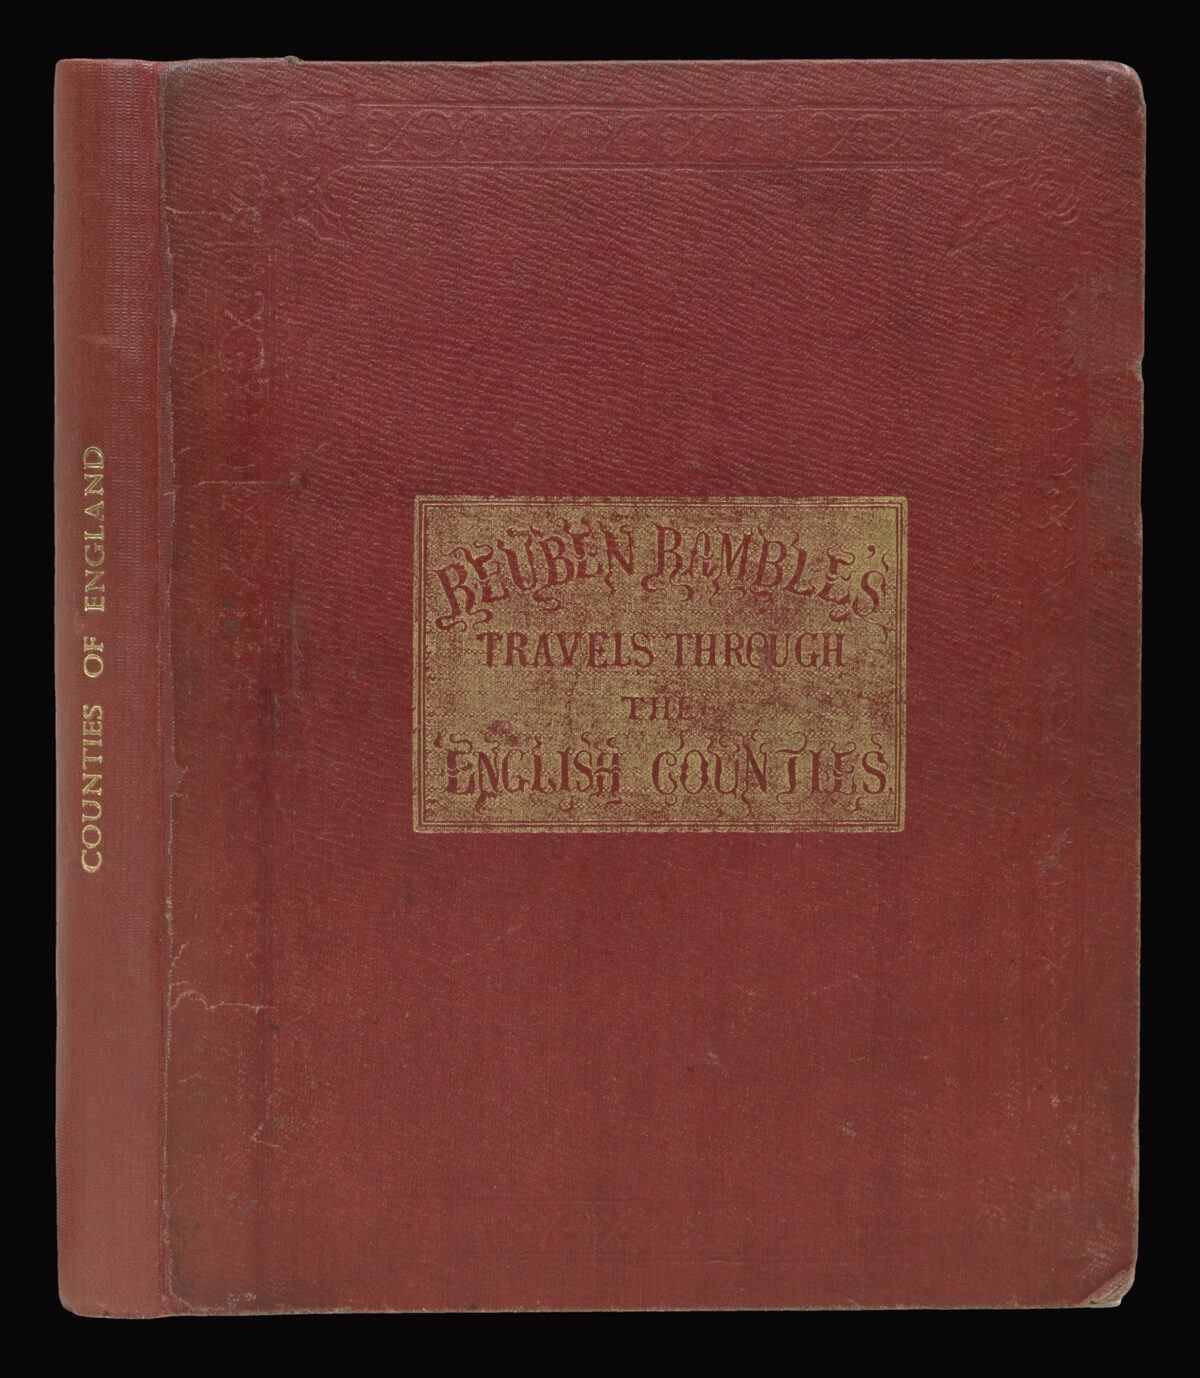 COUNTIES OF ENGLAND
REUBEN RAMBLE'S
TRAVELS THROUGH
THE
ENGLISH COUNTIES.